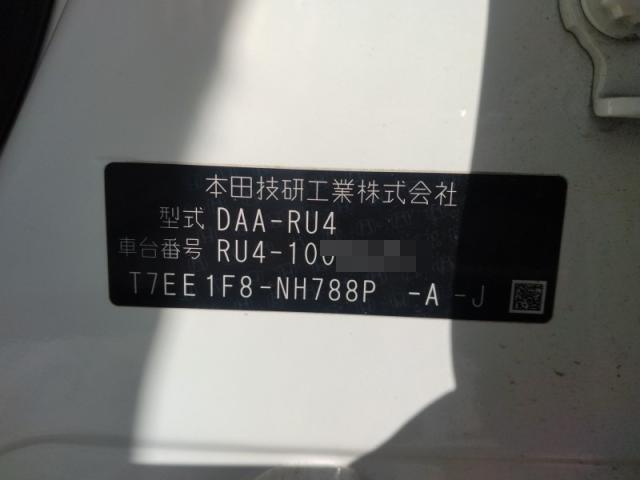 本田技研工業株式会社
型式 DAA-RU4
車台番号 RU4-100
T7EE1F8-NH788P -A-J